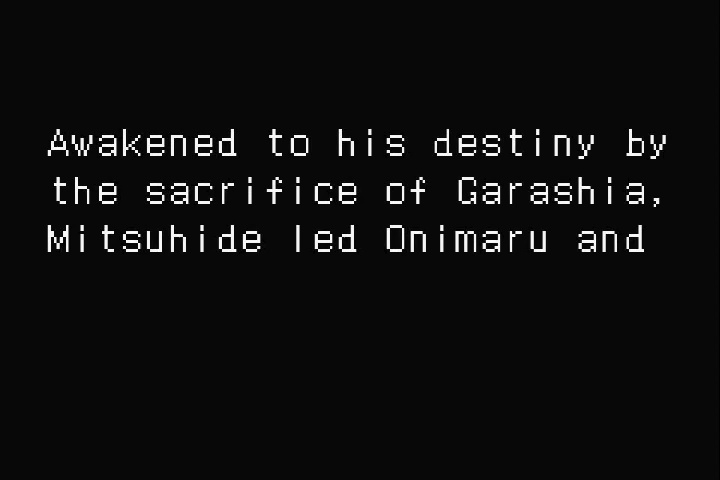 Awakened to his destiny by
the sacrifice of Garashia,
Mitsuhide led Onimaru and